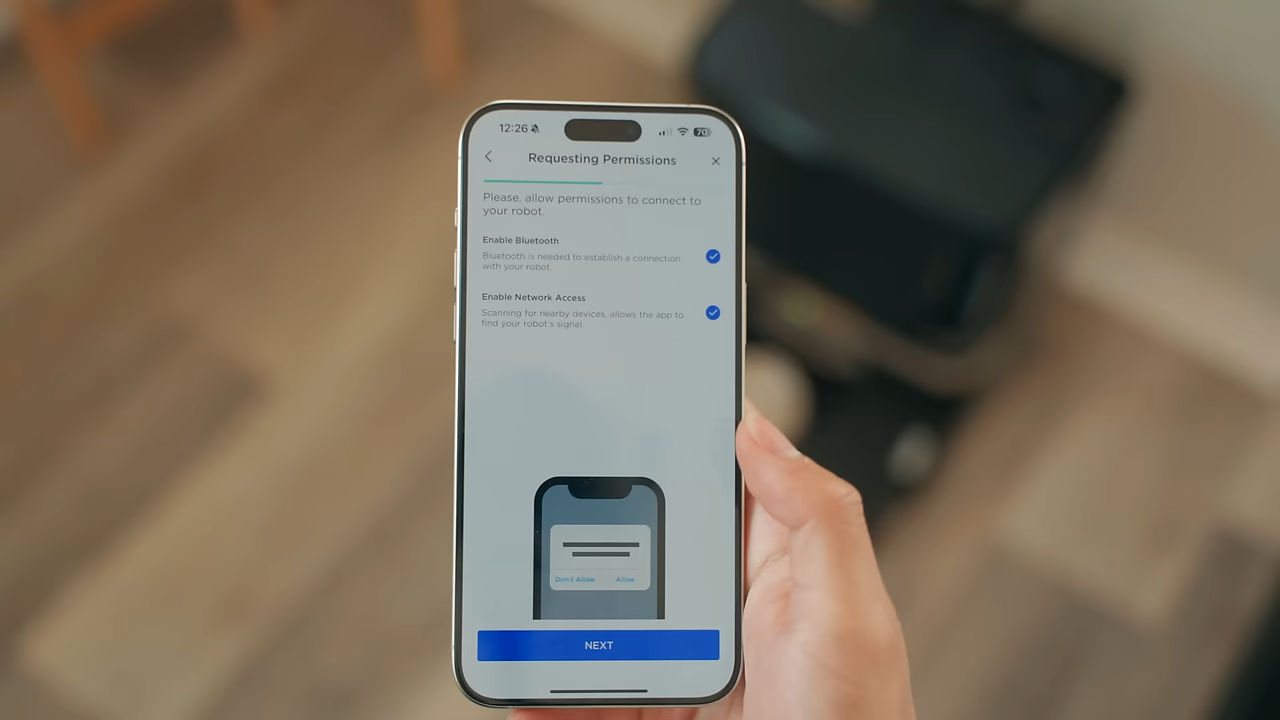 12:26
70
Requesting Permissions
Please, allow permissions to connect to
your robot.
Enable Bluetooth
Bluetooth is needed to establish a connection
with your robot.
Enable Network Access
Scanning for nearby devices, allows the app to
find your robot's signal.
Don't Allow Allow
NEXT